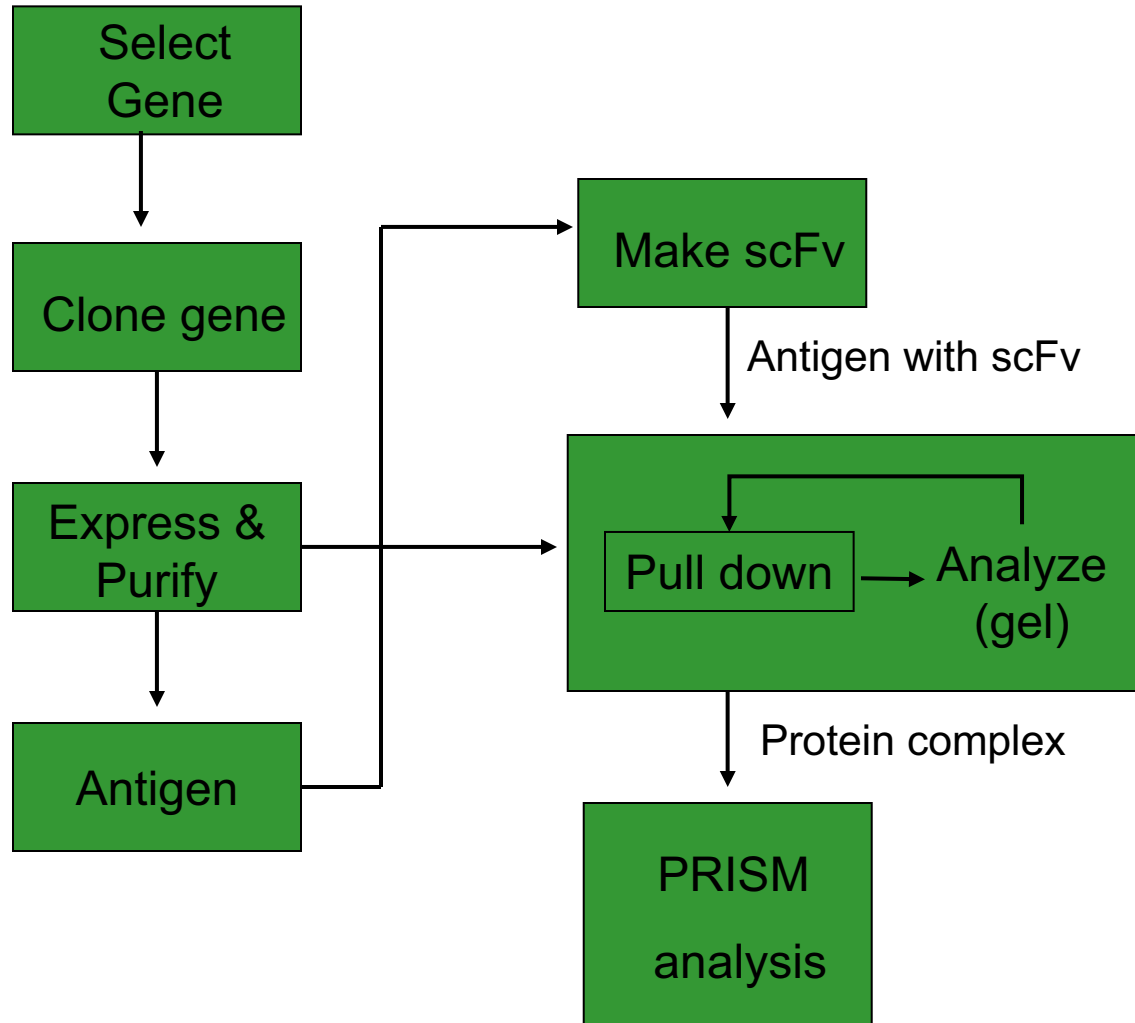 Select
Gene
Clone gene
Express &
Purify
Antigen
Make scFv
Antigen with scFv
Pull down
Analyze
(gel)
Protein complex
PRISM
analysis